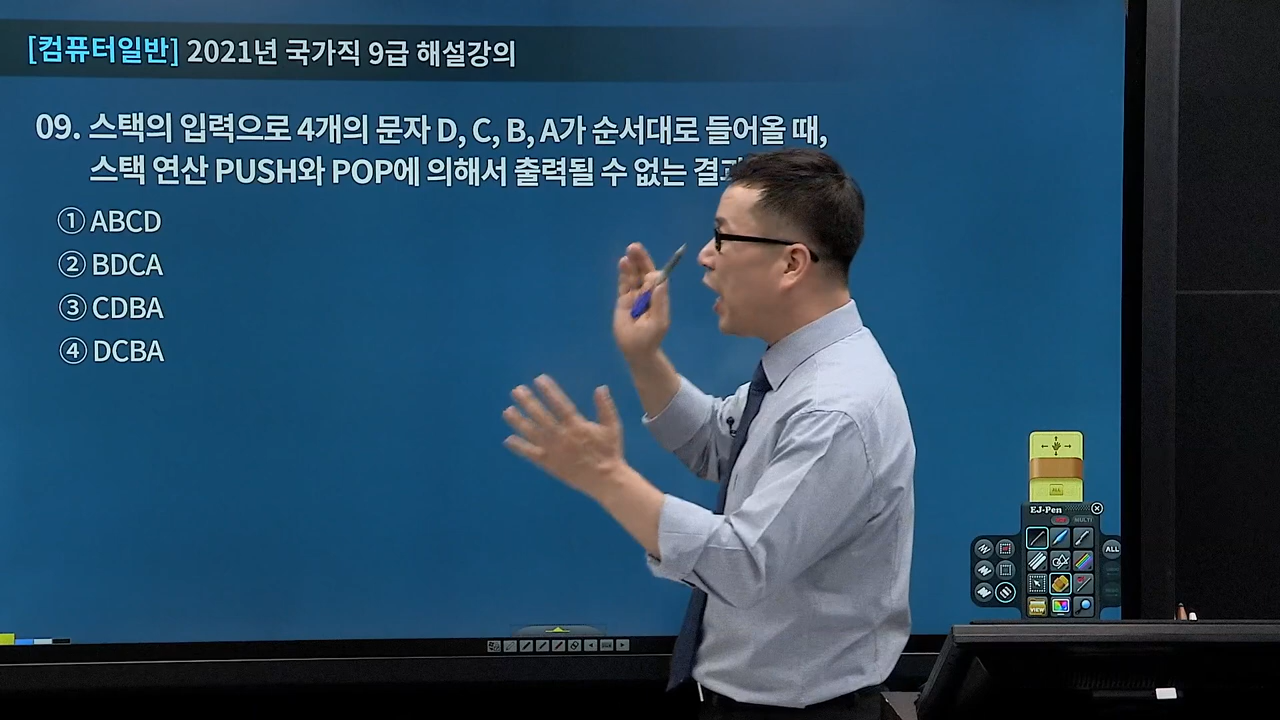 [컴퓨터일반] 2021년 국가직 9급 해설강의
09. 스택의 입력으로 4개의 문자 D, C, B, A가 순서대로 들어올 때,
스택 연산 PUSH와 POP에 의해서 출력될 수 없는
① ABCD
② BDCA
③ CDBA
④ DCBA
EJ-Pen
MULTI
ALL
VIEW